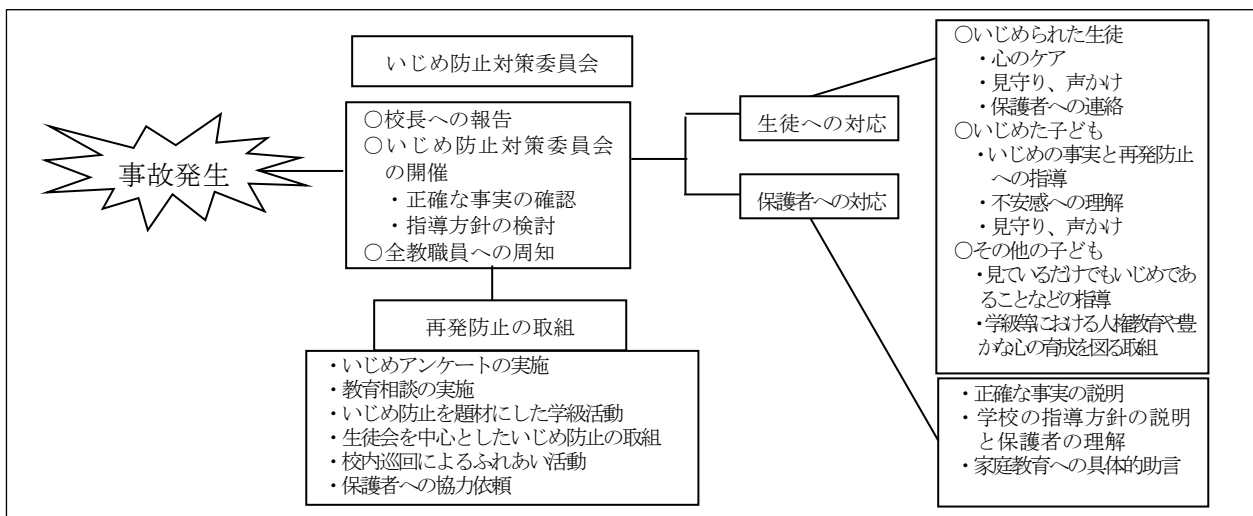 事故発生
いじめ防止対策委員会
○校長への報告
○いじめ防止対策委員会
の開催
・正確な事実の確認
・指導方針の検討
○全教職員への周知
再発防止の取組
・いじめアンケートの実施
・教育相談の実施
・いじめ防止を題材にした学級活動
・生徒会を中心としたいじめ防止の取組
・校内巡回によるふれあい活動
・保護者への協力依頼
生徒への対応
保護者への対応
○いじめられた生徒
・心のケア
・見守り、声かけ
・保護者への連絡
○いじめた子ども
・いじめの事実と再発防止
への指導
・不安感への理解
・見守り、声かけ
○その他の子ども
・見ているだけでもいじめであ
ることなどの指導
・学級等における人権教育や豊
かな心の育成を図る取組
・正確な事実の説明
・学校の指導方針の説明
と保護者の理解
・家庭教育への具体的助言